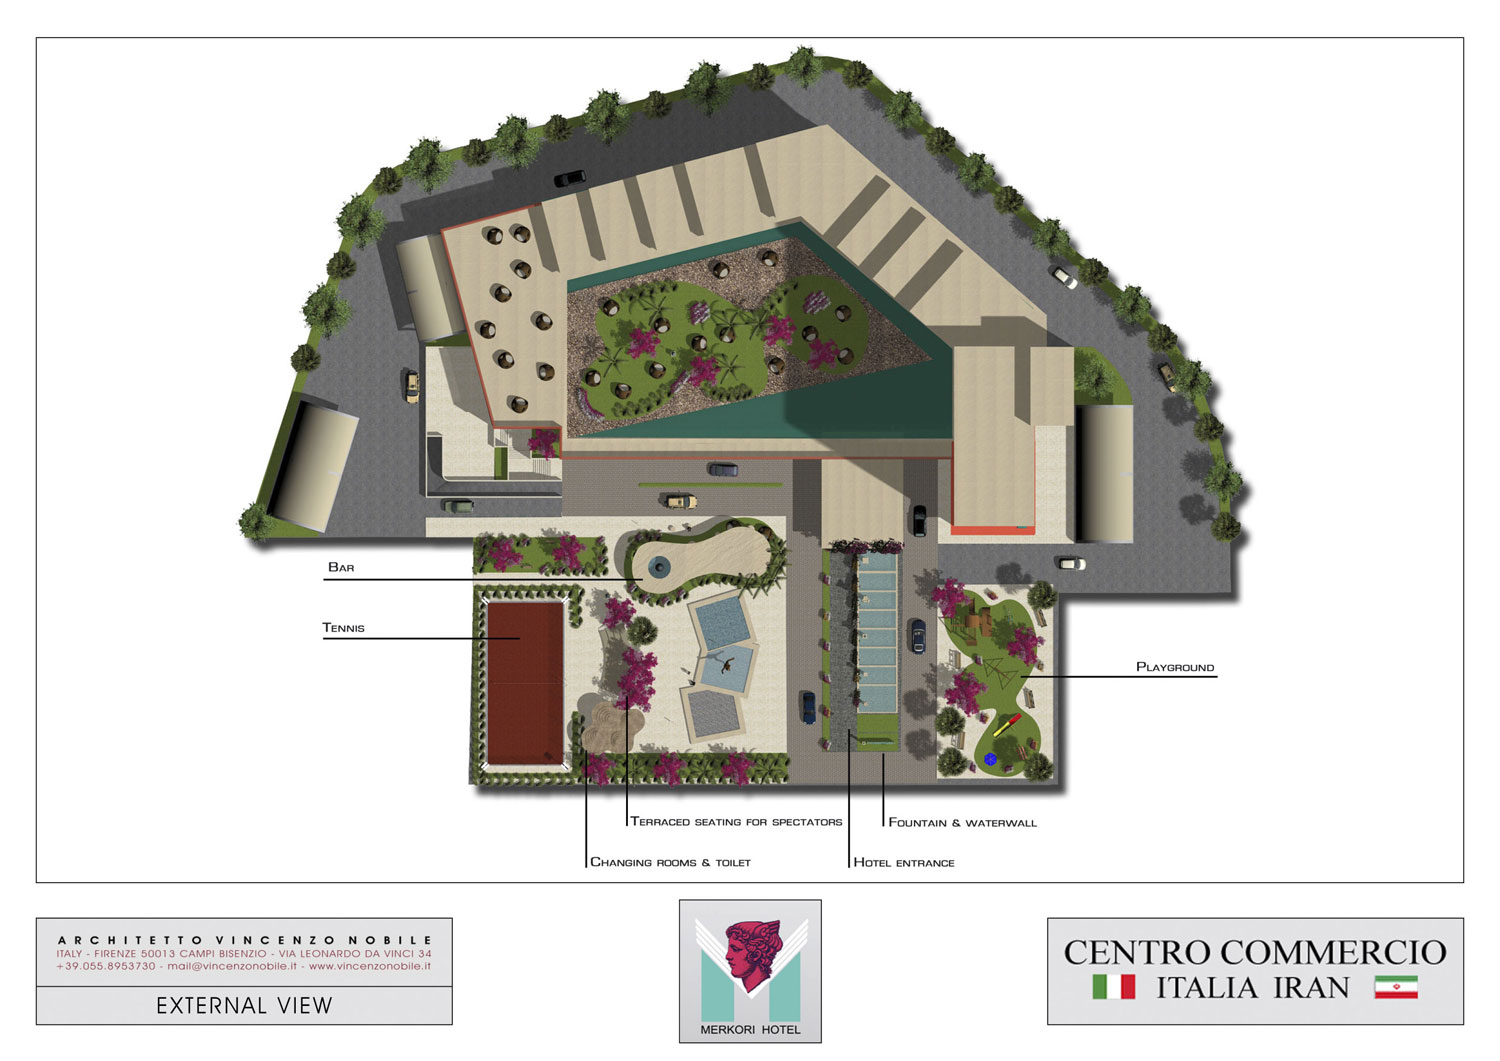 Bar
Tennis
Playground
Terraced seating for spectators
Fountain & waterwall
Changing rooms & toilet
Hotel entrance
ARCHITETTO VINCENZO NOBILE
ITALY - FIRENZE 50013 CAMPI BISENZIO - VIA LEONARDO DA VINCI 34
+39.055.8953730 - mail@vincenzonobile.it - www.vincenzonobile.it
EXTERNAL VIEW
MERKORI HOTEL
CENTRO COMMERCIO
ITALIA IRAN